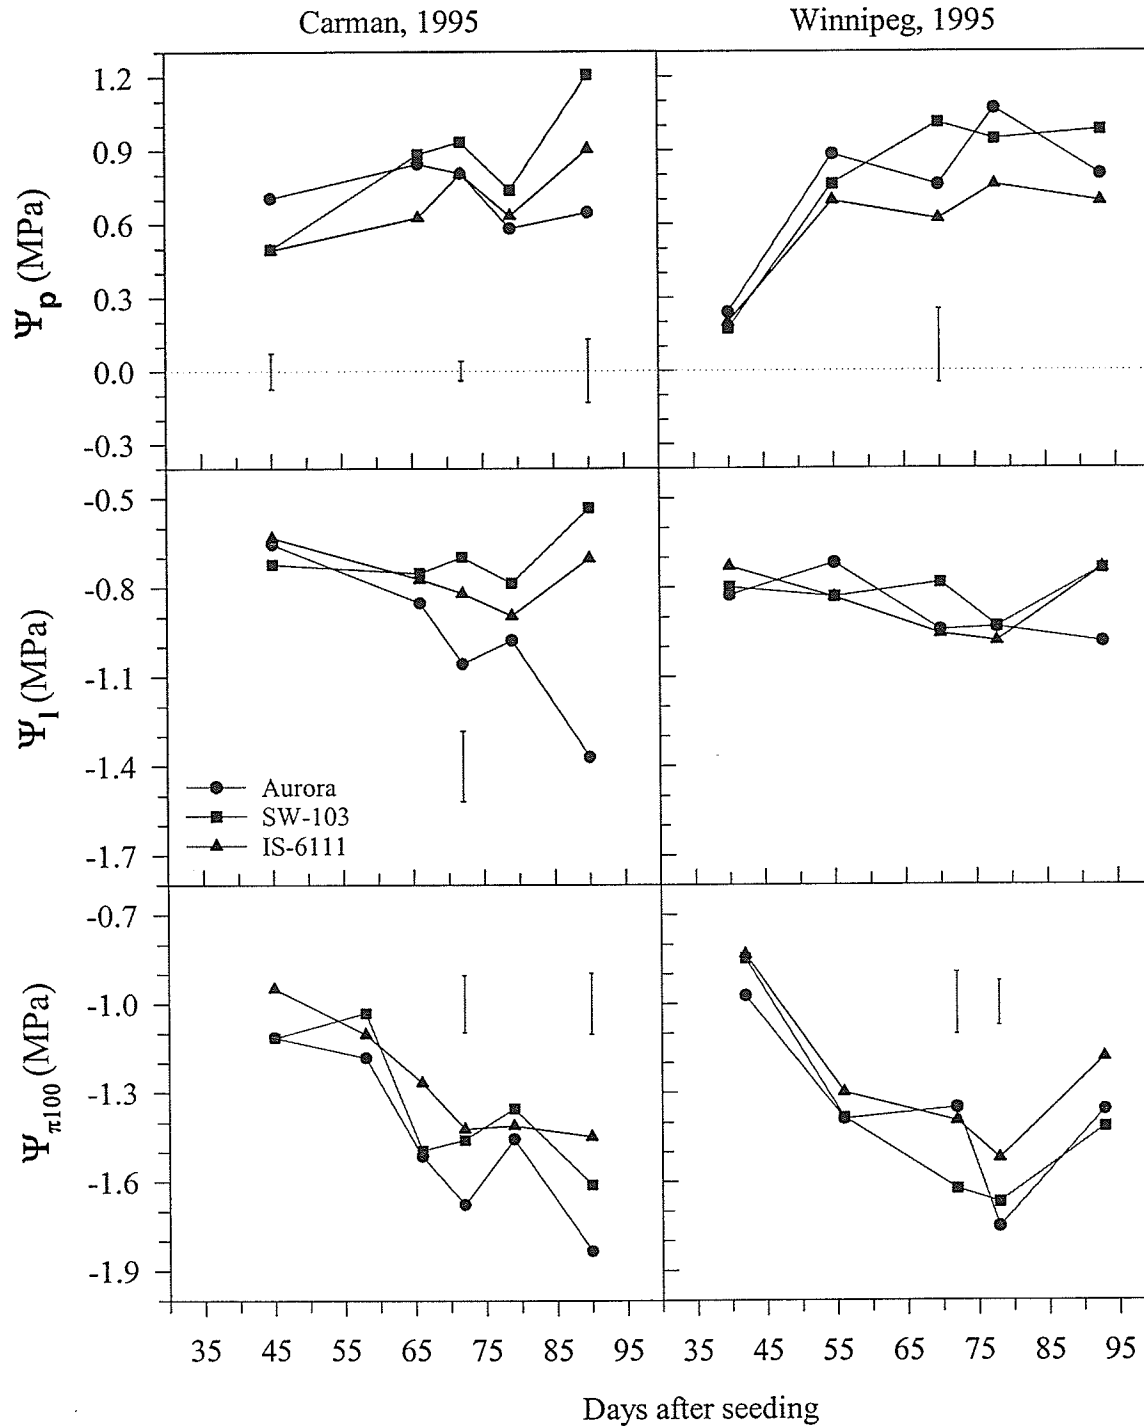 Carman, 1995
Winnipeg, 1995
Ψp (MPa)
1.2
0.9
0.6
0.3
0.0
-0.3
Ψl (MPa)
-0.5
-0.8
-1.1
-1.4
-1.7
Aurora
SW-103
IS-6111
Ψπ100 (MPa)
-0.7
-1.0
-1.3
-1.6
-1.9
35 45 55 65 75 85 95 35 45 55 65 75 85 95
Days after seeding